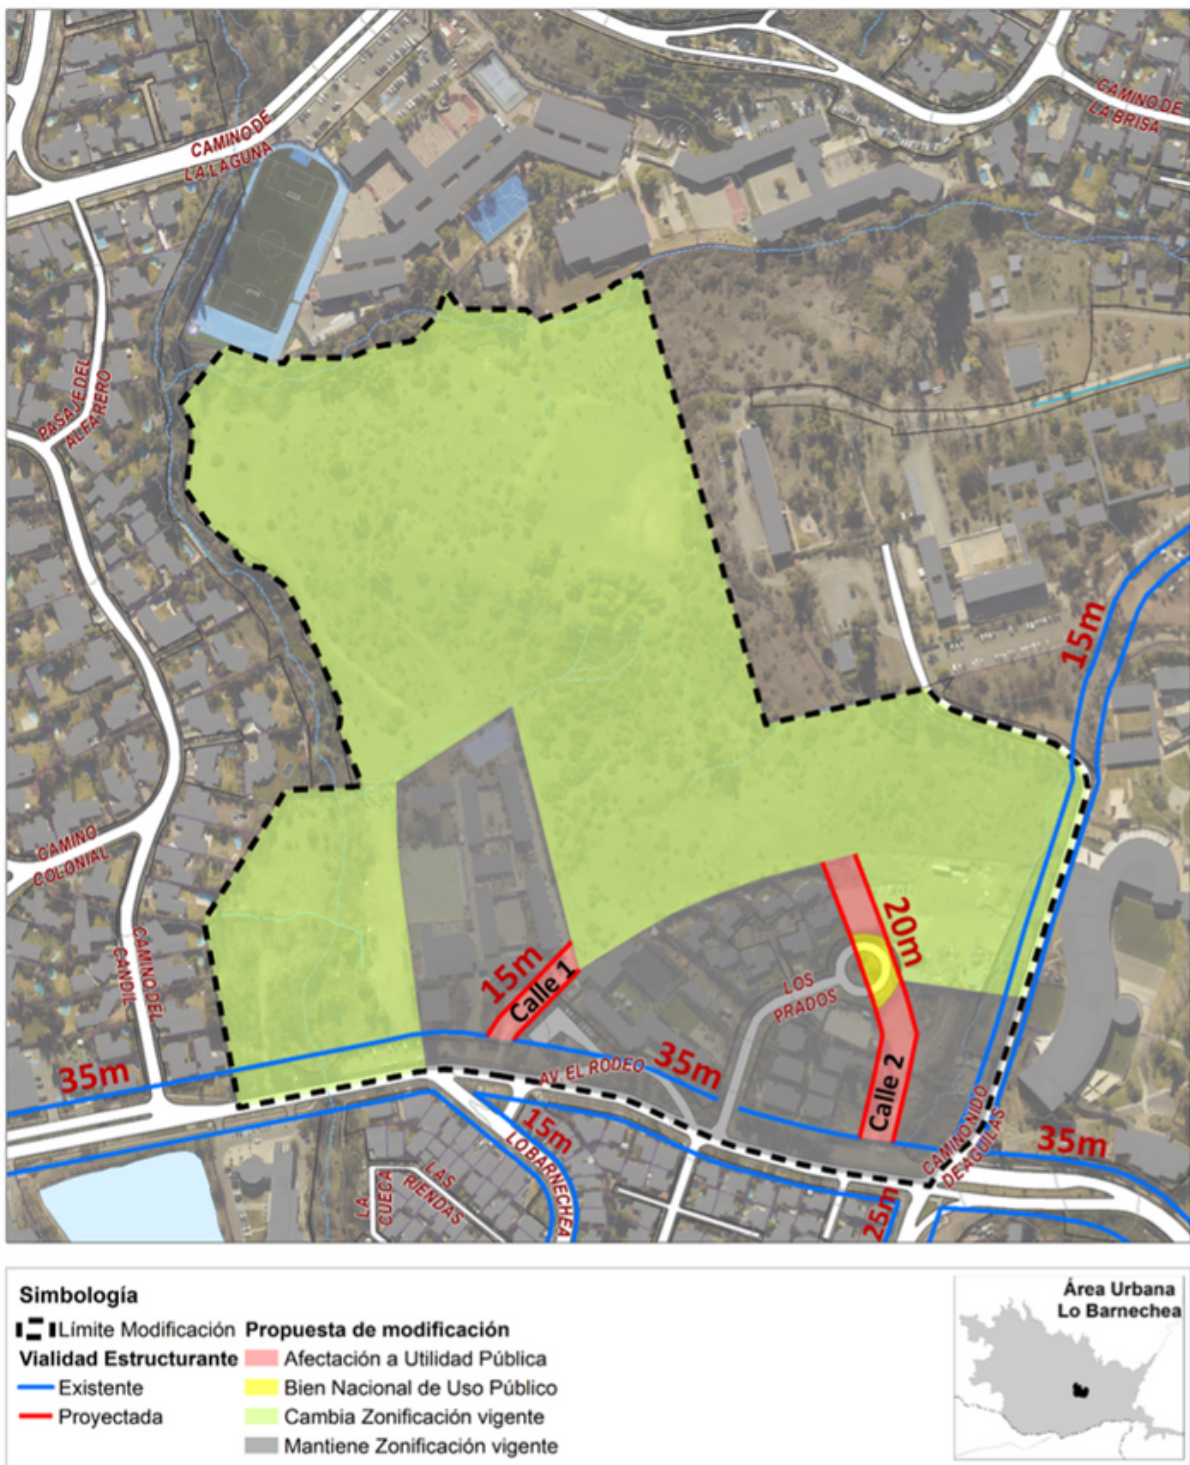 CAMINO DE
LA LAGUNA
CAMINO DE
LA BRISA
PASAJE DEL
ALFARERO
15m
CAMINO
COLONIAL
CAMINO DEL
CANDIL
20m
15m
Calle 1
LOS
PRADOS
35m
AV. EL RODEO
35m
Calle 2
CAMINO NIDO
DE AGUILAS
35m
15m
LO BARNECHEA
LA
CUECA
LAS
RIENDAS
25m
Simbología
Límite Modificación
Vialidad Estructurante
Existente
Proyectada
Propuesta de modificación
Afectación a Utilidad Pública
Bien Nacional de Uso Público
Cambia Zonificación vigente
Mantiene Zonificación vigente
Área Urbana
Lo Barnechea